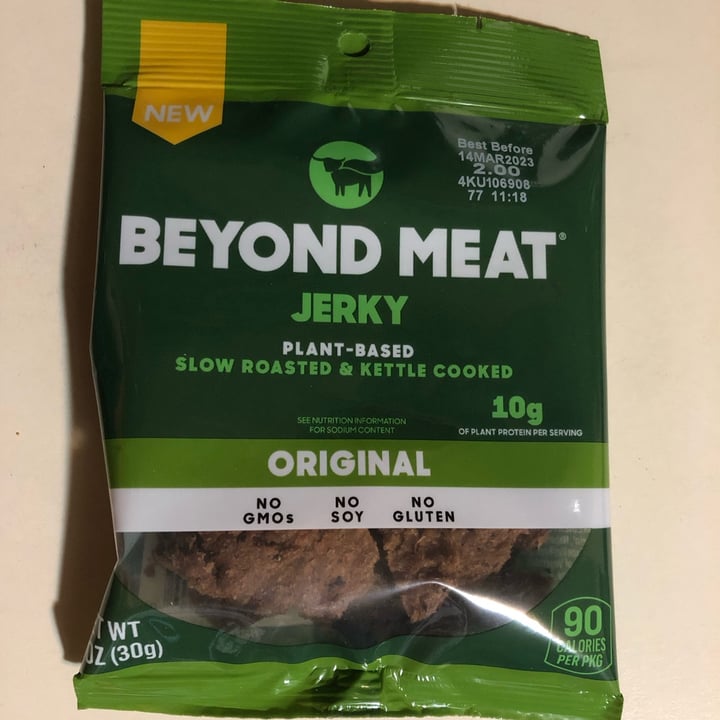 NEW
Best Before
14MAR2023
2.00
4KU106908
77 11:18
BEYOND MEAT®
JERKY
PLANT-BASED
SLOW ROASTED & KETTLE COOKED
10g
OF PLANT PROTEIN PER SERVING
SEE NUTRITION INFORMATION
FOR SODIUM CONTENT
ORIGINAL
NO GMOs NO SOY NO GLUTEN
WT
(30g)
90
CALORIES
PER PKG